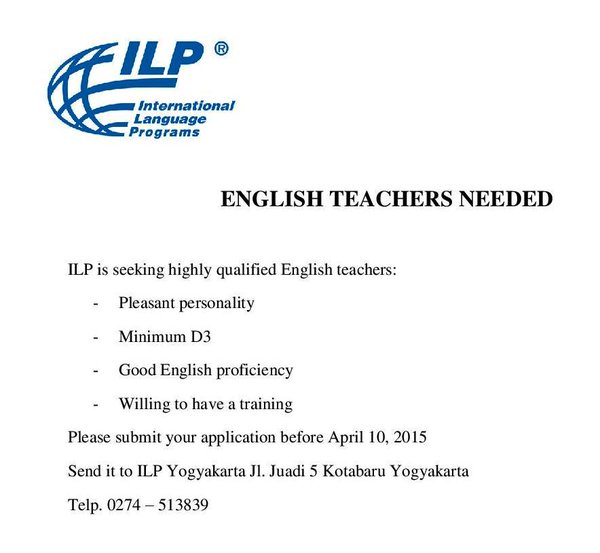 ILP ®
International
Language
Programs
ENGLISH TEACHERS NEEDED
ILP is seeking highly qualified English teachers:
- Pleasant personality
- Minimum D3
- Good English proficiency
- Willing to have a training
Please submit your application before April 10, 2015
Send it to ILP Yogyakarta Jl. Juadi 5 Kotabaru Yogyakarta
Telp. 0274 – 513839